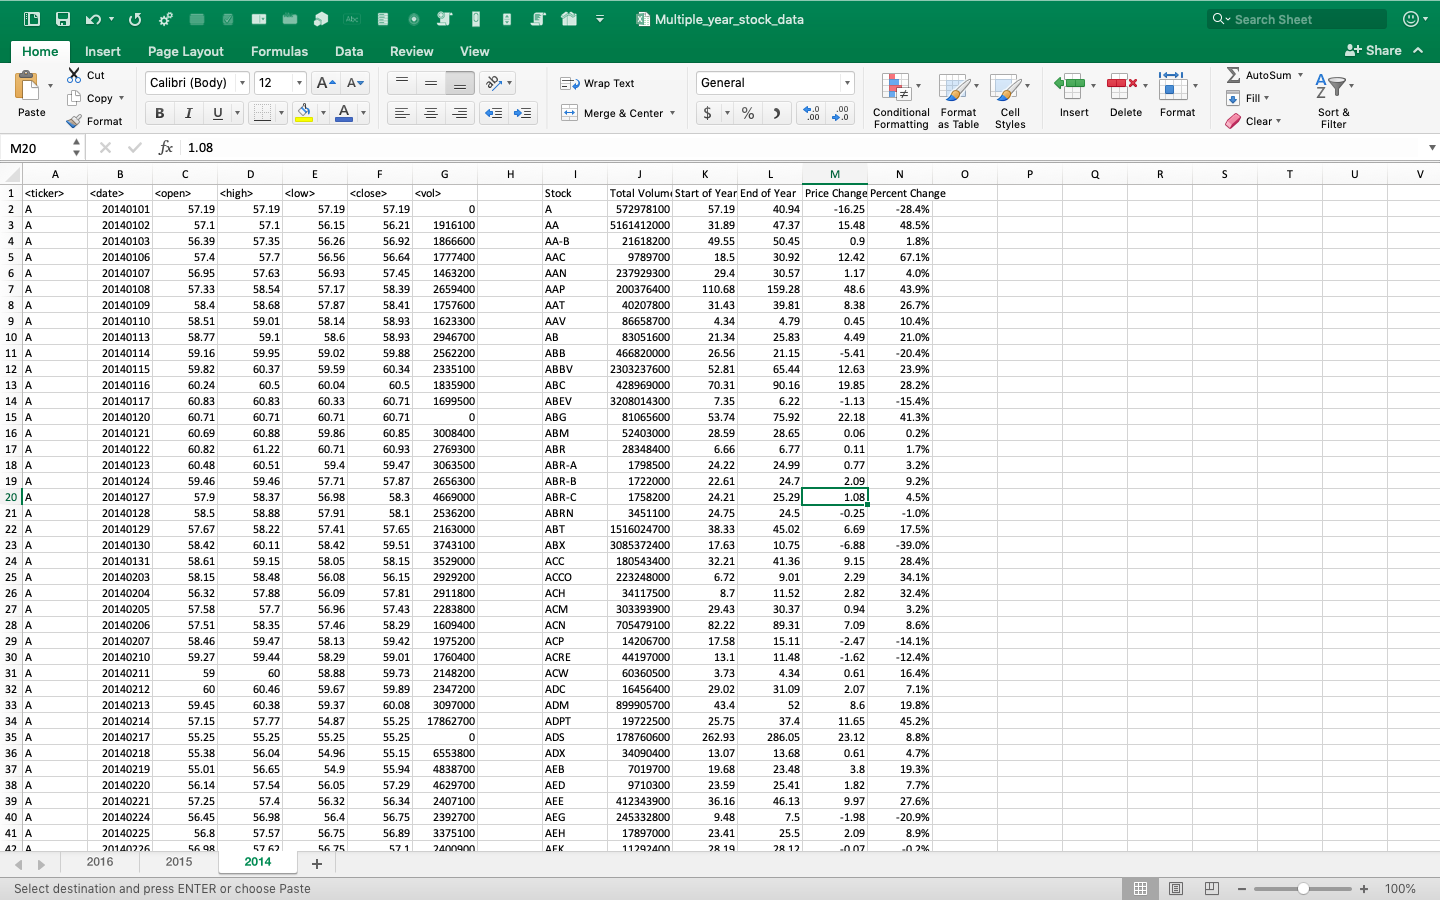 Multiple_year_stock_data
Search Sheet
Home Insert Page Layout Formulas Data Review View Share
Paste Cut Copy Format
Calibri (Body) 12 A A
B I U A
Wrap Text
Merge & Center
General
$ %
Conditional Formatting Format as Table Cell Styles
Insert Delete Format
AutoSum Fill Clear
Sort & Filter
M20 fx 1.08
A B C D E F G H I J K L M N O P Q R S T U V
1 <ticker> <date> <open> <high> <low> <close> <vol> Stock Total Volum Start of Year End of Year Price Change Percent Change
2 A 20140101 57.19 57.19 57.19 57.19 0 A 572978100 57.19 40.94 -16.25 -28.4%
3 A 20140102 57.1 57.1 56.15 56.21 1916100 AA 5161412000 31.89 47.37 15.48 48.5%
4 A 20140103 56.39 57.35 56.26 56.92 1866600 AA-B 21618200 49.55 50.45 0.9 1.8%
5 A 20140106 57.4 57.7 56.56 56.64 1777400 AAC 9789700 18.5 30.92 12.42 67.1%
6 A 20140107 56.95 57.63 56.93 57.45 1463200 AAN 237929300 29.4 30.57 1.17 4.0%
7 A 20140108 57.33 58.54 57.17 58.39 2659400 AAP 200376400 110.68 159.28 48.6 43.9%
8 A 20140109 58.4 58.68 57.87 58.41 1757600 AAT 40207800 31.43 39.81 8.38 26.7%
9 A 20140110 58.51 59.01 58.14 58.93 1623300 AAV 86658700 4.34 4.79 0.45 10.4%
10 A 20140113 58.77 59.1 58.6 58.93 2946700 AB 83051600 21.34 25.83 4.49 21.0%
11 A 20140114 59.16 59.95 59.02 59.88 2562200 ABB 466820000 26.56 21.15 -5.41 -20.4%
12 A 20140115 59.82 60.37 59.59 60.34 2335100 ABBV 2303237600 52.81 65.44 12.63 23.9%
13 A 20140116 60.24 60.5 60.04 60.5 1835900 ABC 428969000 70.31 90.16 19.85 28.2%
14 A 20140117 60.83 60.83 60.33 60.71 1699500 ABEV 3208014300 7.35 6.22 -1.13 -15.4%
15 A 20140120 60.71 60.71 60.71 60.71 0 ABG 81065600 53.74 75.92 22.18 41.3%
16 A 20140121 60.69 60.88 59.86 60.85 3008400 ABM 52403000 28.59 28.65 0.06 0.2%
17 A 20140122 60.82 61.22 60.71 60.93 2769300 ABR 28348400 6.66 6.77 0.11 1.7%
18 A 20140123 60.48 60.51 59.4 59.47 3063500 ABR-A 1798500 24.22 24.99 0.77 3.2%
19 A 20140124 59.46 59.46 57.71 57.87 2656300 ABR-B 1722000 22.61 24.7 2.09 9.2%
20 A 20140127 57.9 58.37 56.98 58.3 4669000 ABR-C 1758200 24.21 25.29 1.08 4.5%
21 A 20140128 58.5 58.88 57.91 58.1 2536200 ABRN 3451100 24.75 24.5 -0.25 -1.0%
22 A 20140129 57.67 58.22 57.41 57.65 2163000 ABT 1516024700 38.33 45.02 6.69 17.5%
23 A 20140130 58.42 60.11 58.42 59.51 3743100 ABX 3085372400 17.63 10.75 -6.88 -39.0%
24 A 20140131 58.61 59.15 58.05 58.15 3529000 ACC 180543400 32.21 41.36 9.15 28.4%
25 A 20140203 58.15 58.48 56.08 56.15 2929200 ACCO 223248000 6.72 9.01 2.29 34.1%
26 A 20140204 56.32 57.88 56.09 57.81 2911800 ACH 34117500 8.7 11.52 2.82 32.4%
27 A 20140205 57.58 57.7 56.96 57.43 2283800 ACM 303393900 29.43 30.37 0.94 3.2%
28 A 20140206 57.51 58.35 57.46 58.29 1609400 ACN 705479100 82.22 89.31 7.09 8.6%
29 A 20140207 58.46 59.47 58.13 59.42 1975200 ACP 14206700 17.58 15.11 -2.47 -14.1%
30 A 20140210 59.27 59.44 58.29 59.01 1760400 ACRE 44197000 13.1 11.48 -1.62 -12.4%
31 A 20140211 59 60 58.88 59.73 2148200 ACW 60360500 3.73 4.34 0.61 16.4%
32 A 20140212 60 60.46 59.67 59.89 2347200 ADC 16456400 29.02 31.09 2.07 7.1%
33 A 20140213 59.45 60.38 59.37 60.08 3097000 ADM 899905700 43.4 52 8.6 19.8%
34 A 20140214 57.15 57.77 54.87 55.25 17862700 ADPT 19722500 25.75 37.4 11.65 45.2%
35 A 20140217 55.25 55.25 55.25 55.25 0 ADS 178760600 262.93 286.05 23.12 8.8%
36 A 20140218 55.38 56.04 54.96 55.15 6553800 ADX 34090400 13.07 13.68 0.61 4.7%
37 A 20140219 55.01 56.65 54.9 55.94 4838700 AEB 7019700 19.68 23.48 3.8 19.3%
38 A 20140220 56.14 57.54 56.05 57.29 4629700 AED 9710300 23.59 25.41 1.82 7.7%
39 A 20140221 57.25 57.4 56.32 56.34 2407100 AEE 412343900 36.16 46.13 9.97 27.6%
40 A 20140224 56.45 56.98 56.4 56.75 2392700 AEG 245332800 9.48 7.5 -1.98 -20.9%
41 A 20140225 56.8 57.57 56.75 56.89 3375100 AEH 17897000 23.41 25.5 2.09 8.9%
42 A 20140226 56.98 57.62 56.75 57.1 2400900 AEK 11292400 28.19 28.12 -0.07 -0.2%
2016 2015 2014 +
Select destination and press ENTER or choose Paste
100%